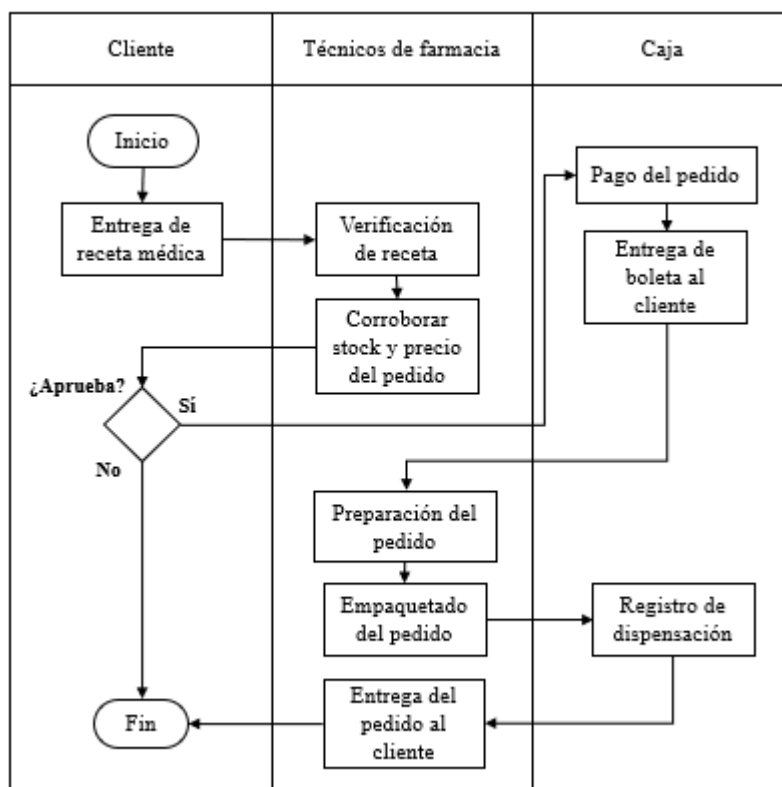 Cliente
Técnicos de farmacia
Caja
Inicio
Entrega de
receta médica
Verificación
de receta
Corroborar
stock y precio
del pedido
¿Aprueba?
Sí
No
Pago del pedido
Entrega de
boleta al
cliente
Preparación del
pedido
Empaquetado
del pedido
Registro de
dispensación
Entrega del
pedido al
cliente
Fin